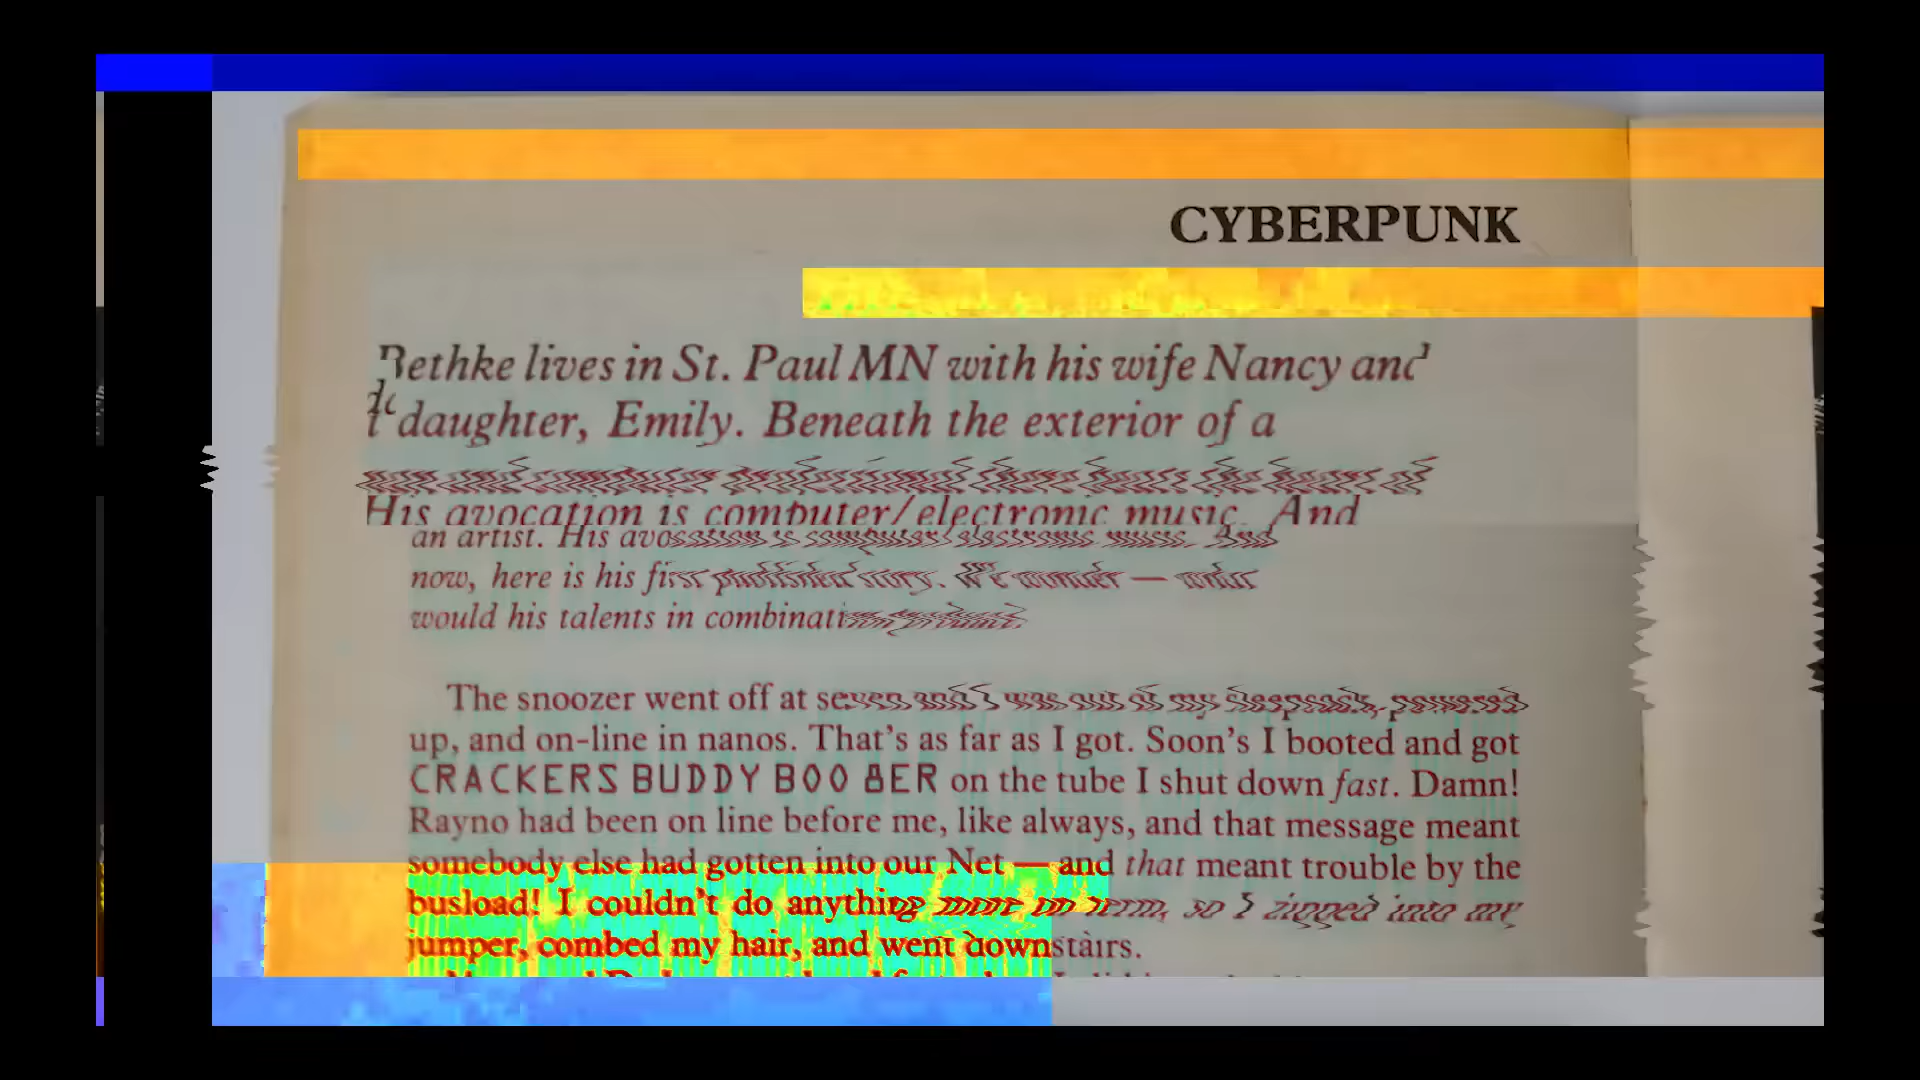 CYBERPUNK
Bethke lives in St. Paul MN with his wife Nancy and
daughter, Emily. Beneath the exterior of a
His avocation is computer/electronic music. And
an artist. His avocation is computer/electronic music. And
now, here is his first published story. We wonder — what
would his talents in combination
The snoozer went off at seven and I was out of my sleepsack, powered
up, and on-line in nanos. That's as far as I got. Soon's I booted and got
CRACKERS BUDDY BOO 8ER on the tube I shut down fast. Damn!
Rayno had been on line before me, like always, and that message meant
somebody else had gotten into our Net — and that meant trouble by the
busload! I couldn't do anything more on term, so I zipped into my
jumper, combed my hair, and went downstairs.